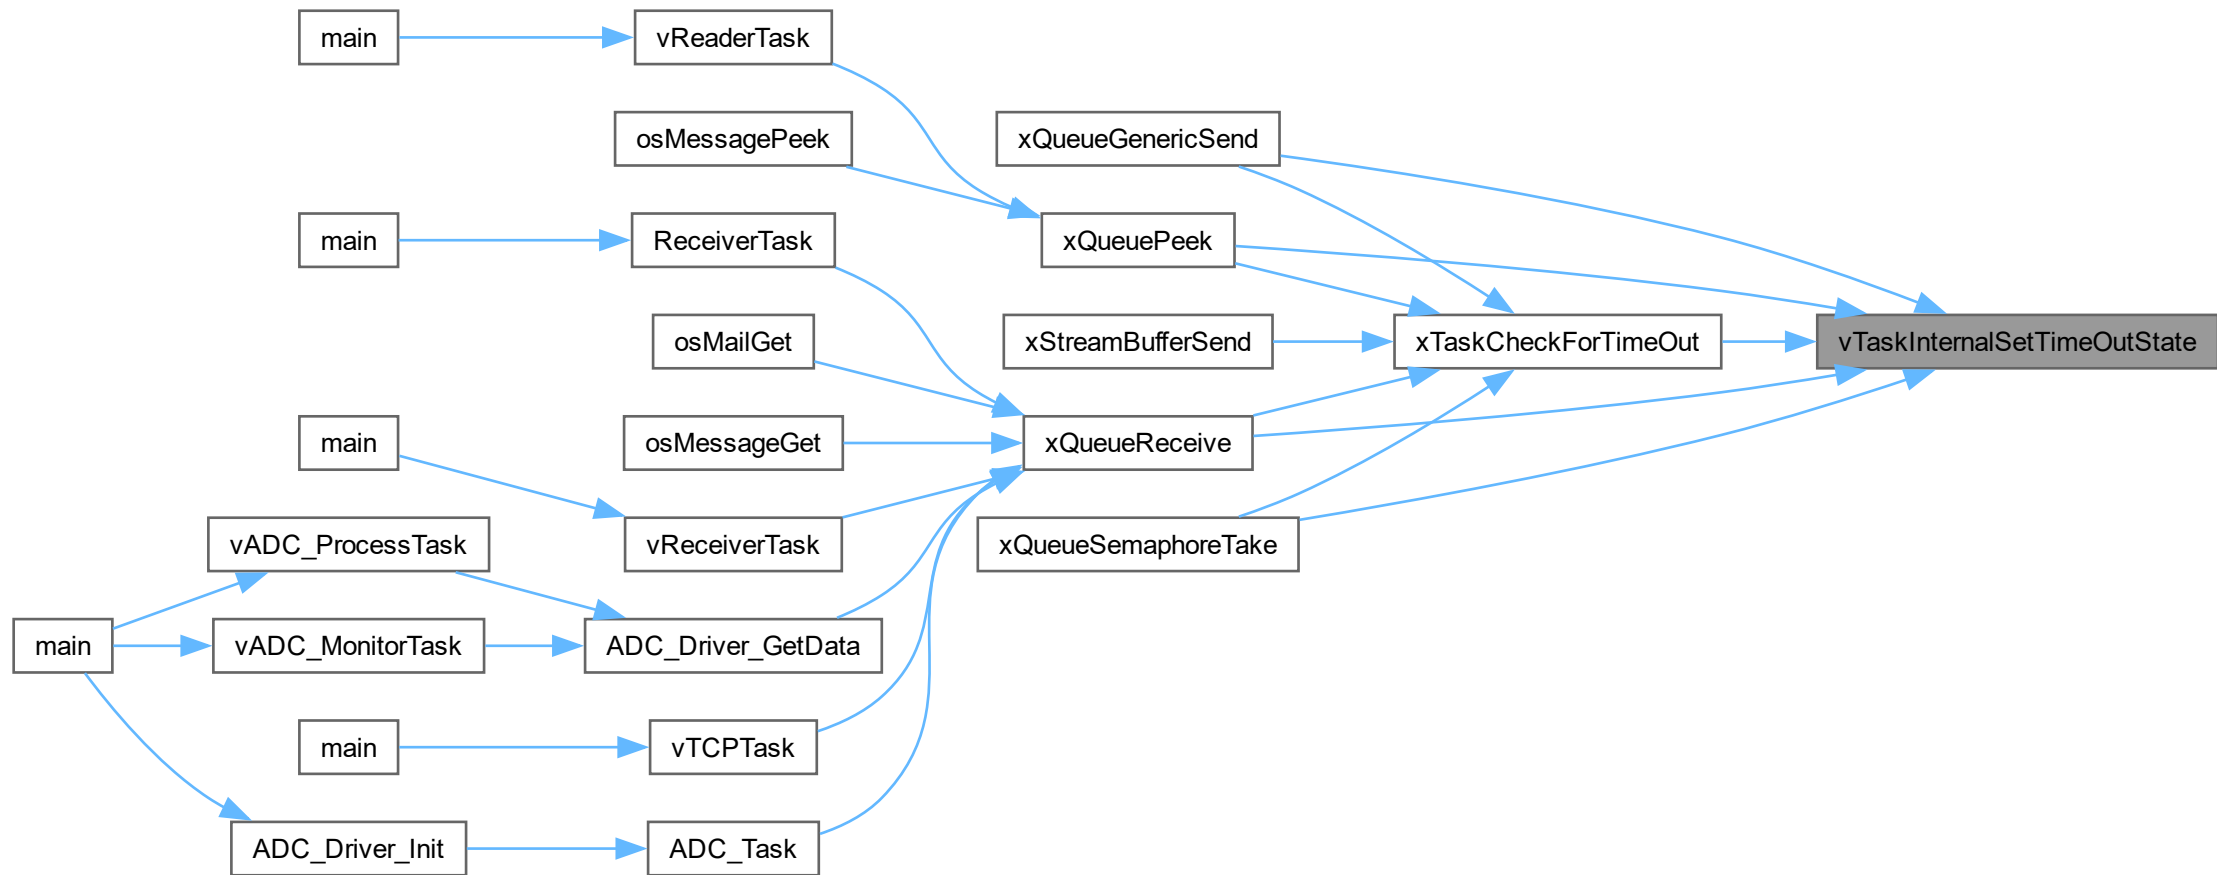 main
vReaderTask
osMessagePeek
xQueueGenericSend
main
ReceiverTask
xQueuePeek
osMailGet
xStreamBufferSend
xTaskCheckForTimeOut
vTaskInternalSetTimeOutState
main
osMessageGet
xQueueReceive
vADC_ProcessTask
vReceiverTask
xQueueSemaphoreTake
main
vADC_MonitorTask
ADC_Driver_GetData
main
vTCPTask
ADC_Driver_Init
ADC_Task